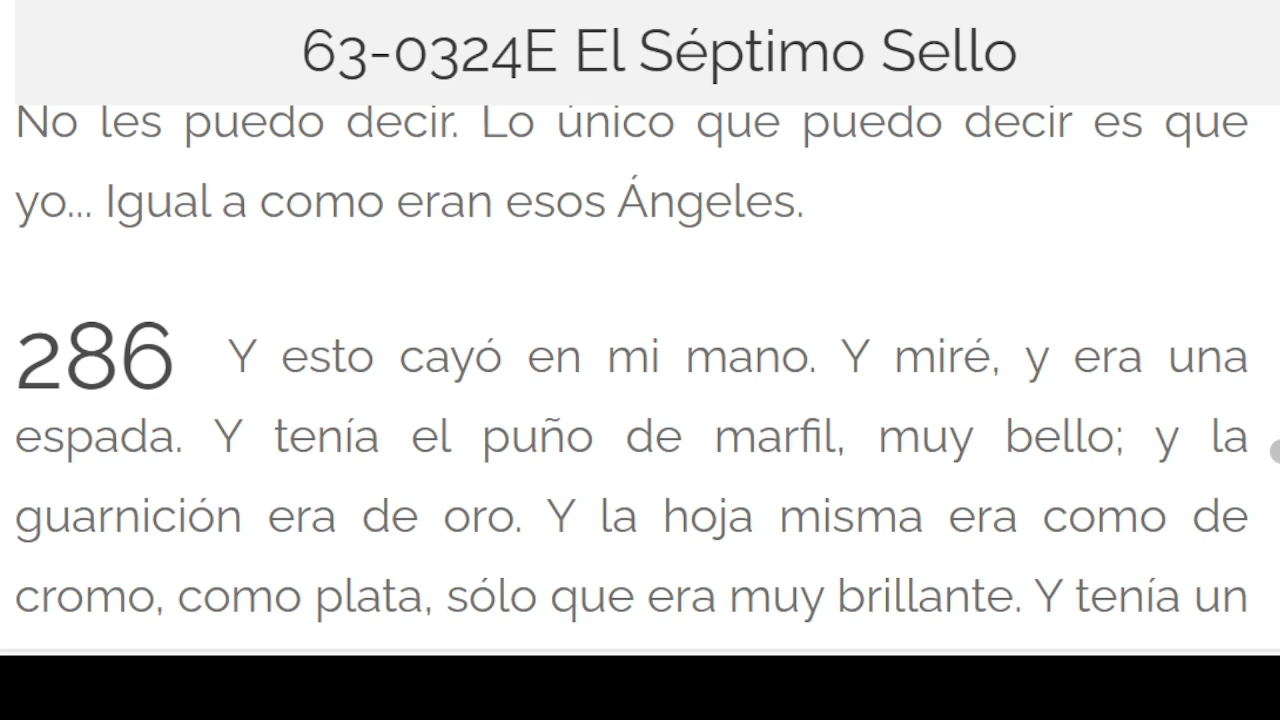 63-0324E El Séptimo Sello
No les puedo decir. Lo único que puedo decir es que
yo... Igual a como eran esos Ángeles.
286 Y esto cayó en mi mano. Y miré, y era una
espada. Y tenía el puño de marfil, muy bello; y la
guarnición era de oro. Y la hoja misma era como de
cromo, como plata, sólo que era muy brillante. Y tenía un